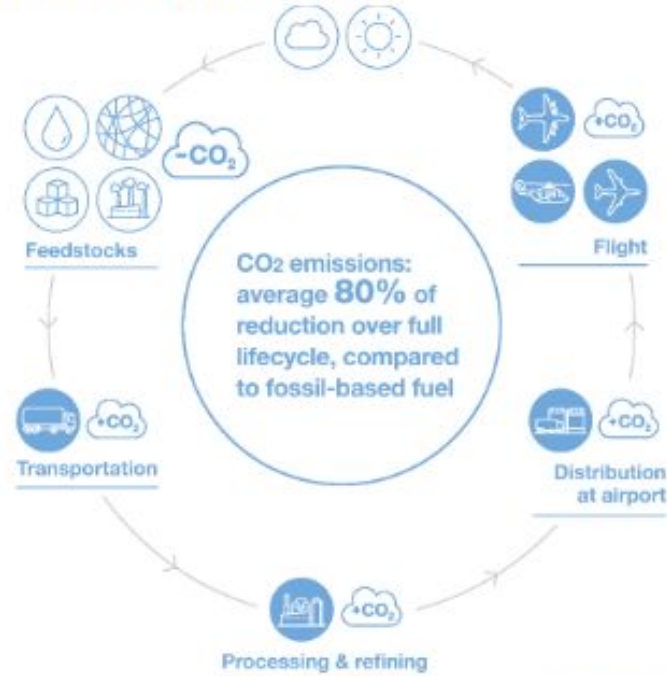 -CO₂
Feedstocks
+CO₂
Flight
CO₂ emissions:
average 80% of
reduction over full
lifecycle, compared
to fossil-based fuel
+CO₂
Transportation
+CO₂
Distribution
at airport
+CO₂
Processing & refining